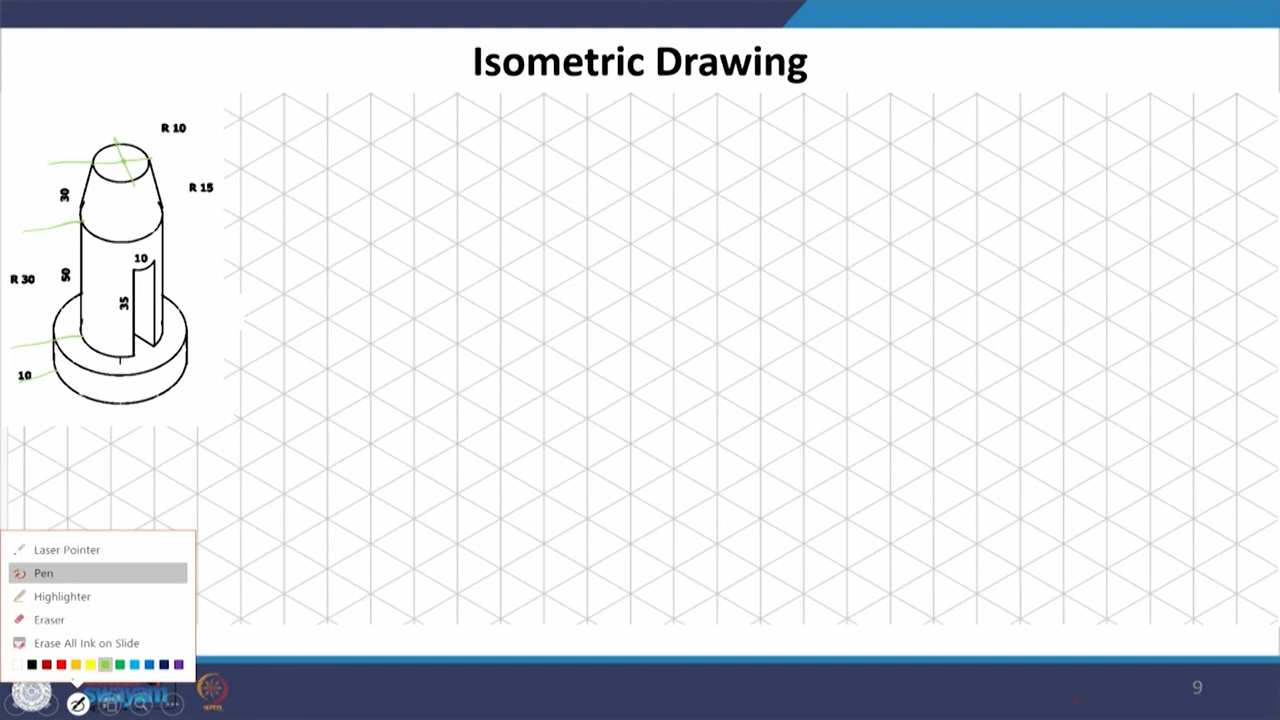 Isometric Drawing
R 10
30
R 15
10
50
R 30
35
10
Laser Pointer
Pen
Highlighter
Eraser
Erase All Ink on Slide
swayam
9